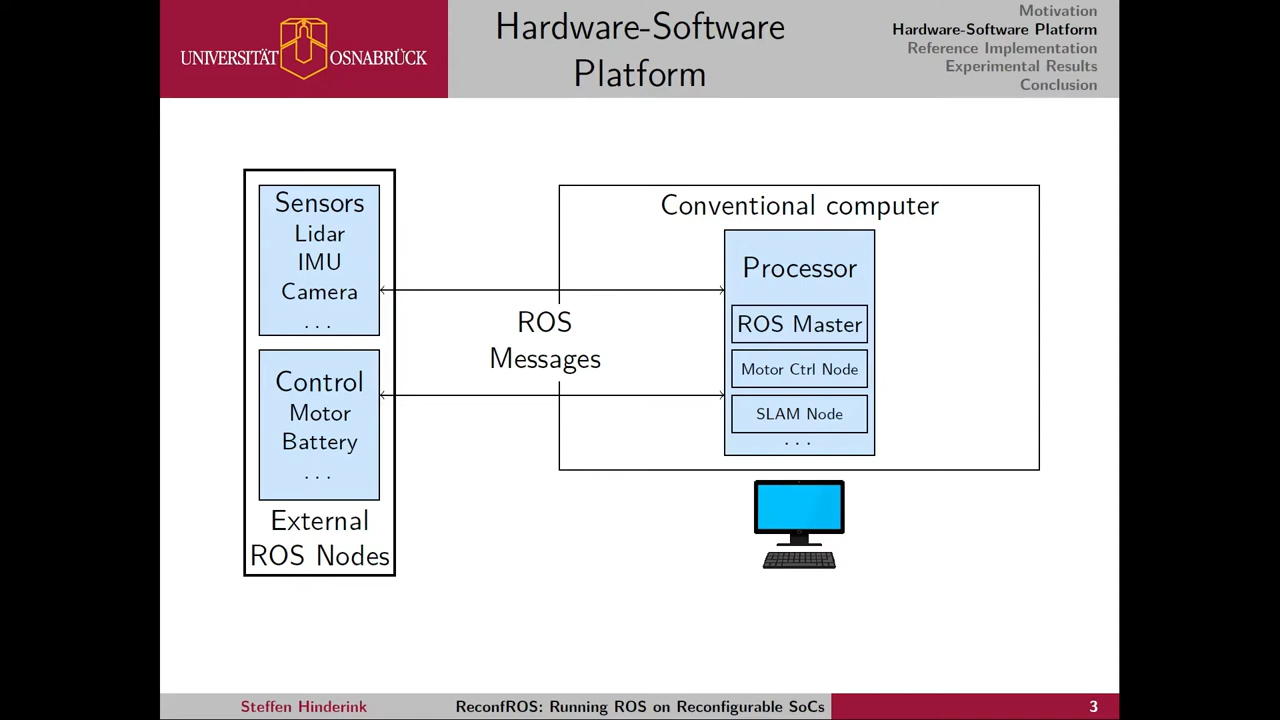 UNIVERSITÄT OSNABRÜCK
Hardware-Software
Platform
Motivation
Hardware-Software Platform
Reference Implementation
Experimental Results
Conclusion
Sensors
Lidar
IMU
Camera
. . .
Control
Motor
Battery
. . .
External
ROS Nodes
ROS
Messages
Conventional computer
Processor
ROS Master
Motor Ctrl Node
SLAM Node
. . .
Steffen Hinderink
ReconfROS: Running ROS on Reconfigurable SoCs
3